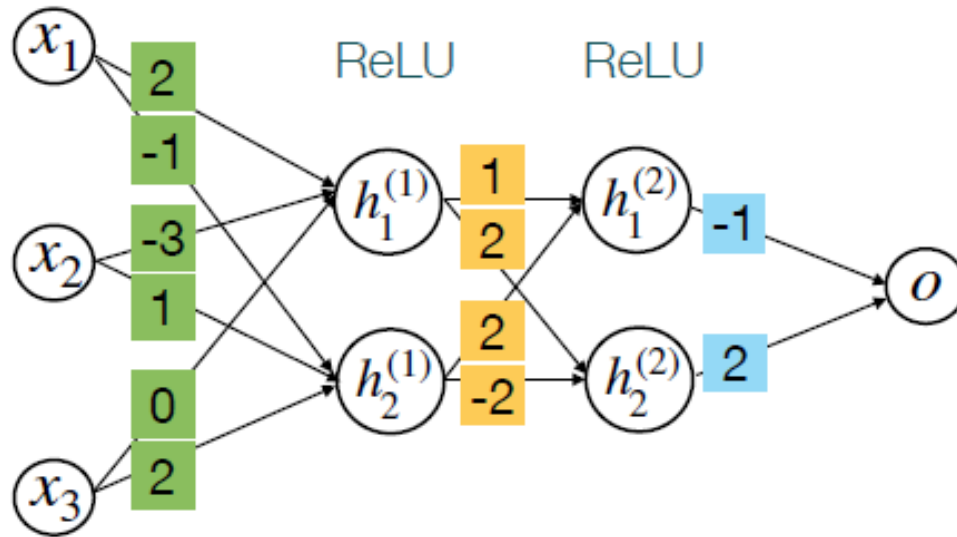 x₁
2
-1
ReLU
ReLU
h₁⁽¹⁾
1
2
h₁⁽²⁾
-1
x₂
-3
1
o
h₂⁽¹⁾
2
-2
h₂⁽²⁾
2
x₃
0
2